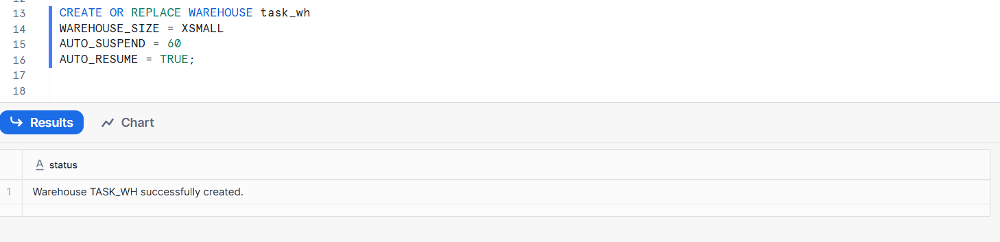 12
13 CREATE OR REPLACE WAREHOUSE task_wh
14 WAREHOUSE_SIZE = XSMALL
15 AUTO_SUSPEND = 60
16 AUTO_RESUME = TRUE;
17
18
Results Chart
A status
1 Warehouse TASK_WH successfully created.